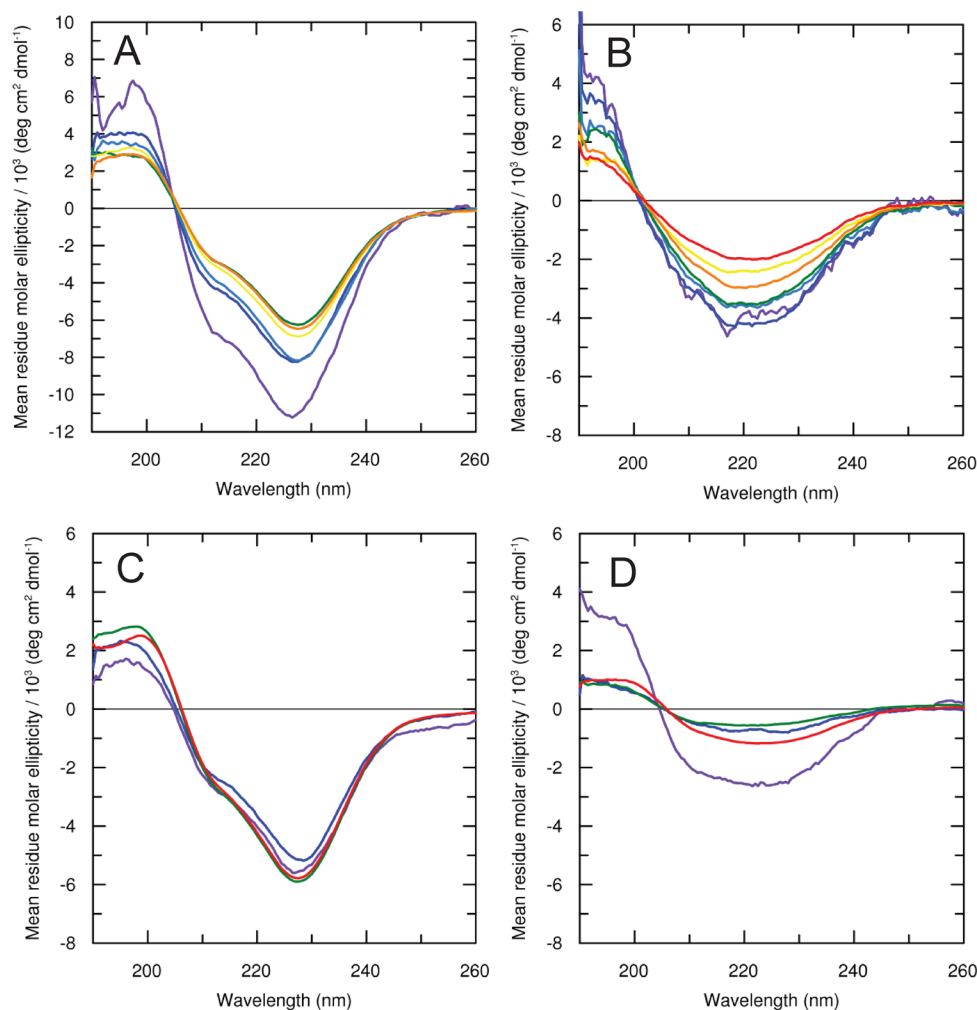 A
Mean residue molar ellipticity / 10³ (deg cm² dmol⁻¹)
10
8
6
4
2
0
-2
-4
-6
-8
-10
-12
200 220 240 260
Wavelength (nm)
B
Mean residue molar ellipticity / 10³ (deg cm² dmol⁻¹)
6
4
2
0
-2
-4
-6
-8
200 220 240 260
Wavelength (nm)
C
Mean residue molar ellipticity / 10³ (deg cm² dmol⁻¹)
6
4
2
0
-2
-4
-6
-8
200 220 240 260
Wavelength (nm)
D
Mean residue molar ellipticity / 10³ (deg cm² dmol⁻¹)
6
4
2
0
-2
-4
-6
-8
200 220 240 260
Wavelength (nm)